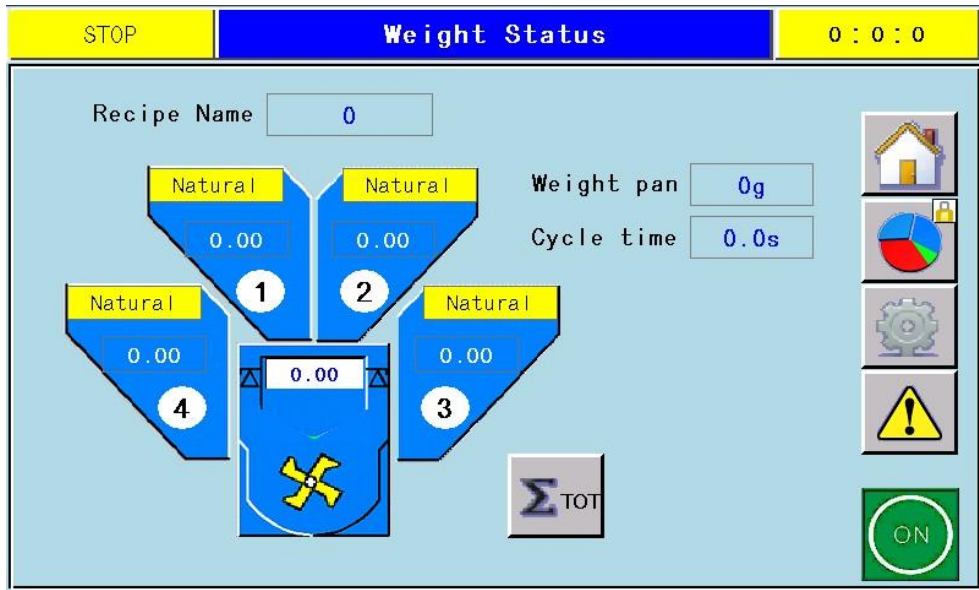 STOP
Weight Status
0:0:0
Recipe Name
0
Natural
Natural
Weight pan
0g
0.00
0.00
Cycle time
0.0s
1
2
Natural
Natural
0.00
0.00
0.00
4
3
Σ TOT
ON